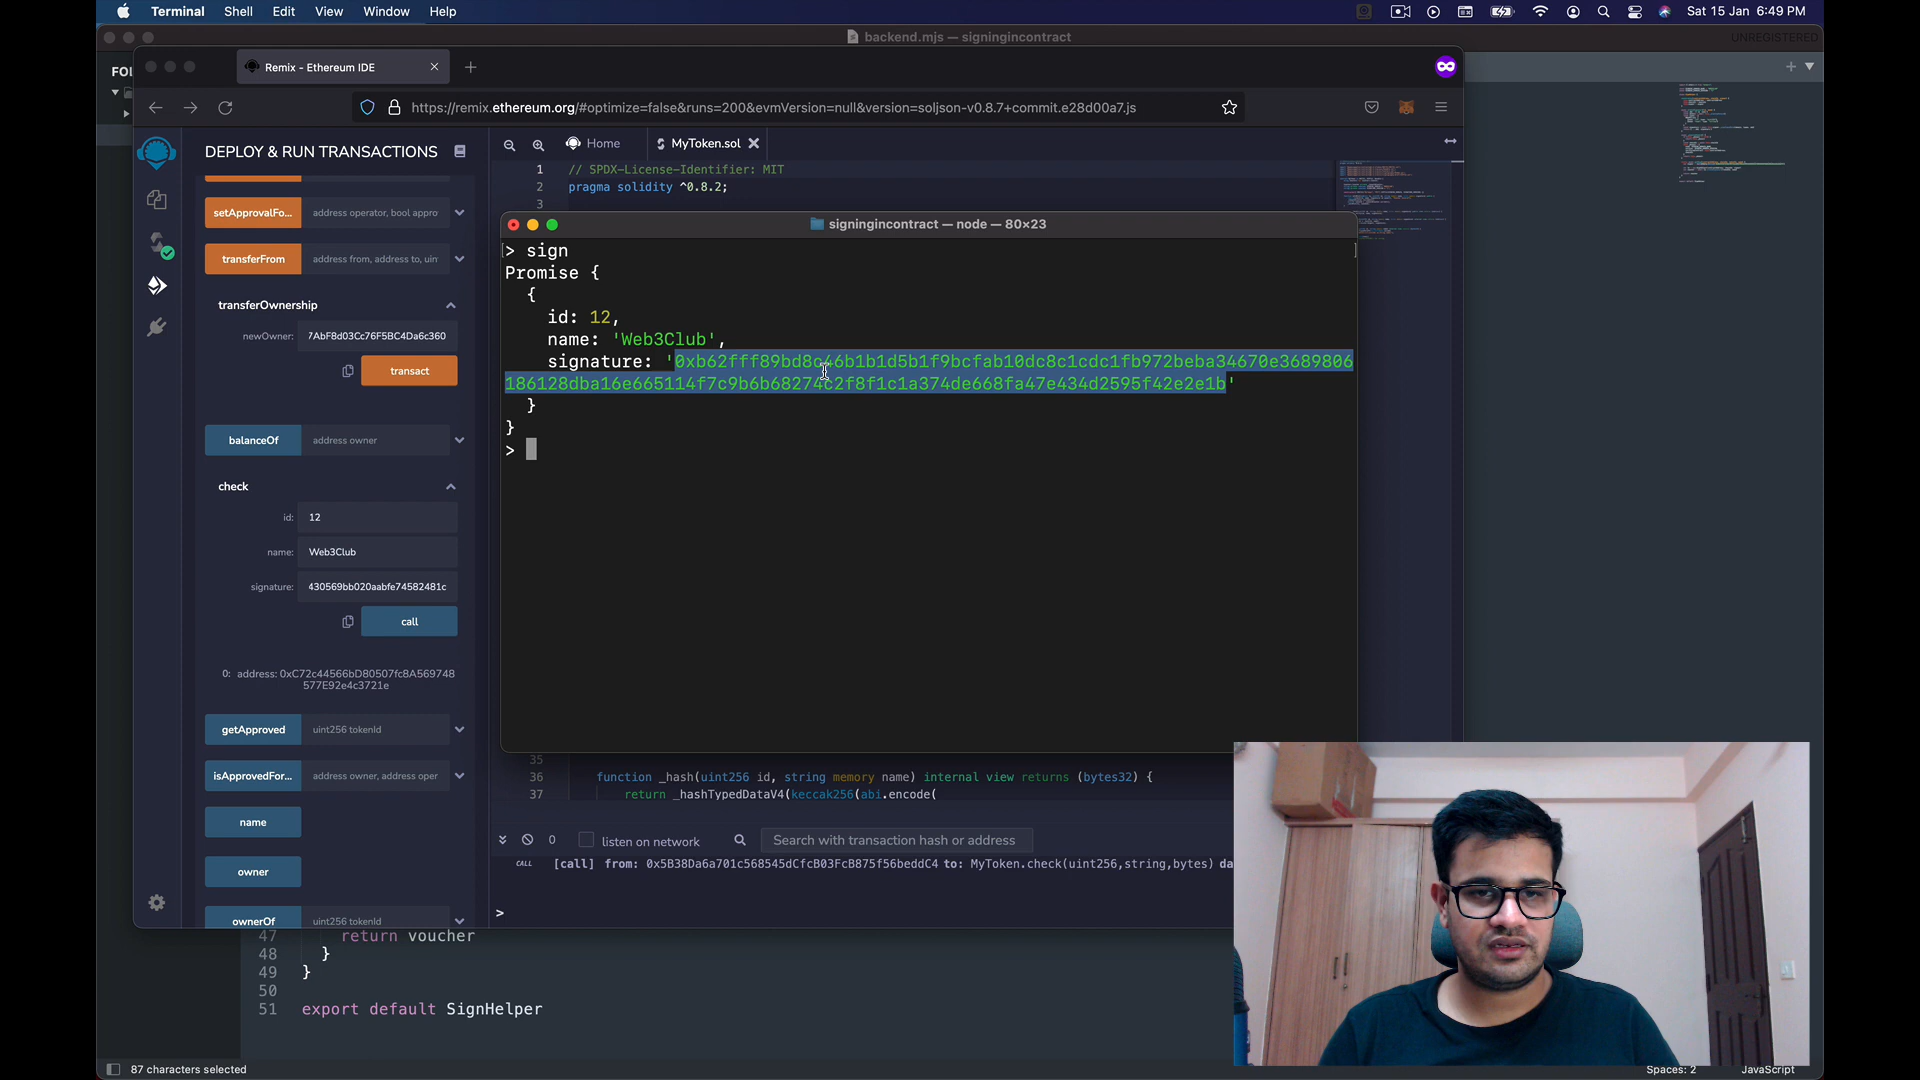 Terminal Shell Edit View Window Help
Sat 15 Jan 6:49 PM
backend.mjs — signingincontract
UNREGISTERED
FOL
Remix - Ethereum IDE
https://remix.ethereum.org/#optimize=false&runs=200&evmVersion=null&version=soljson-v0.8.7+commit.e28d00a7.js
DEPLOY & RUN TRANSACTIONS
Home
MyToken.sol
1 // SPDX-License-Identifier: MIT
2 pragma solidity ^0.8.2;
3
setApprovalFo... address operator, bool appro
transferFrom address from, address to, uin
transferOwnership
newOwner: 7AbF8d03Cc76F5BC4Da6c360
transact
balanceOf address owner
check
id: 12
name: Web3Club
signature: 430569bb020aabfe74582481c
call
0: address: 0xC72c44566bD80507fc8A569748
577E92e4c3721e
getApproved uint256 tokenId
isApprovedFor... address owner, address oper
name
owner
ownerOf uint256 tokenId
signingincontract — node — 80×23
> sign
Promise {
{
id: 12,
name: 'Web3Club',
signature: '0xb62fff89bd8c46b1b1d5b1f9bcfab10dc8c1cdc1fb972beba34670e3689806
186128dba16e665114f7c9b6b68274c2f8f1c1a374de668fa47e434d2595f42e2e1b'
}
}
>
35
36 function _hash(uint256 id, string memory name) internal view returns (bytes32) {
37 return _hashTypedDataV4(keccak256(abi.encode(
0
listen on network
Search with transaction hash or address
CALL [call] from: 0x5B38Da6a701c568545dCfcB03FcB875f56beddC4 to: MyToken.check(uint256,string,bytes) da
>
47 return voucher
48 }
49 }
50
51 export default SignHelper
87 characters selected
Spaces: 2
JavaScript